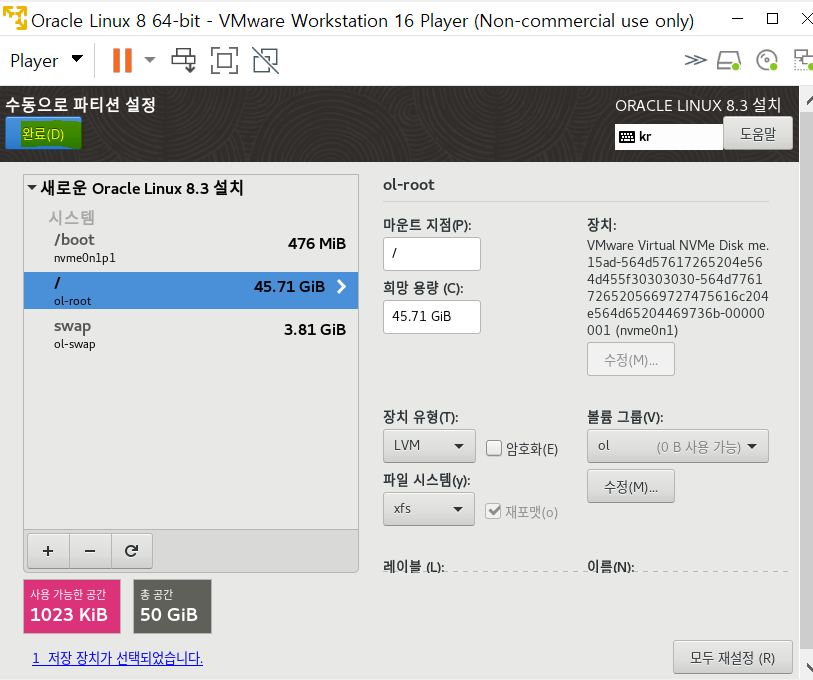 Oracle Linux 8 64-bit - VMware Workstation 16 Player (Non-commercial use only)
Player
수동으로 파티션 설정
ORACLE LINUX 8.3 설치
완료(D)
kr
도움말
새로운 Oracle Linux 8.3 설치
시스템
/boot
476 MiB
nvme0n1p1
/
45.71 GiB
ol-root
swap
3.81 GiB
ol-swap
+
−
사용 가능한 공간
1023 KiB
총 공간
50 GiB
1 저장 장치가 선택되었습니다.
ol-root
마운트 지점(P):
/
희망 용량 (C):
45.71 GiB
장치:
VMware Virtual NVMe Disk me.
15ad-564d57617265204e56
4d455f30303030-564d7761
7265205669727475616c204
e564d65204469736b-00000
001 (nvme0n1)
수정(M)...
장치 유형(T):
LVM
암호화(E)
볼륨 그룹(V):
ol (0 B 사용 가능)
수정(M)...
파일 시스템(y):
xfs
재포맷(o)
레이블 (L):
이름(N):
모두 재설정 (R)